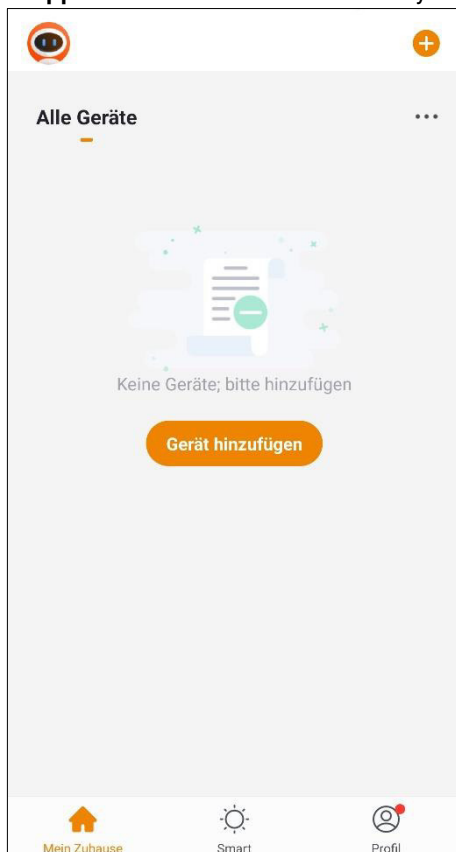 Alle Geräte
Keine Geräte; bitte hinzufügen
Gerät hinzufügen
Mein Zuhause
Smart
Profil